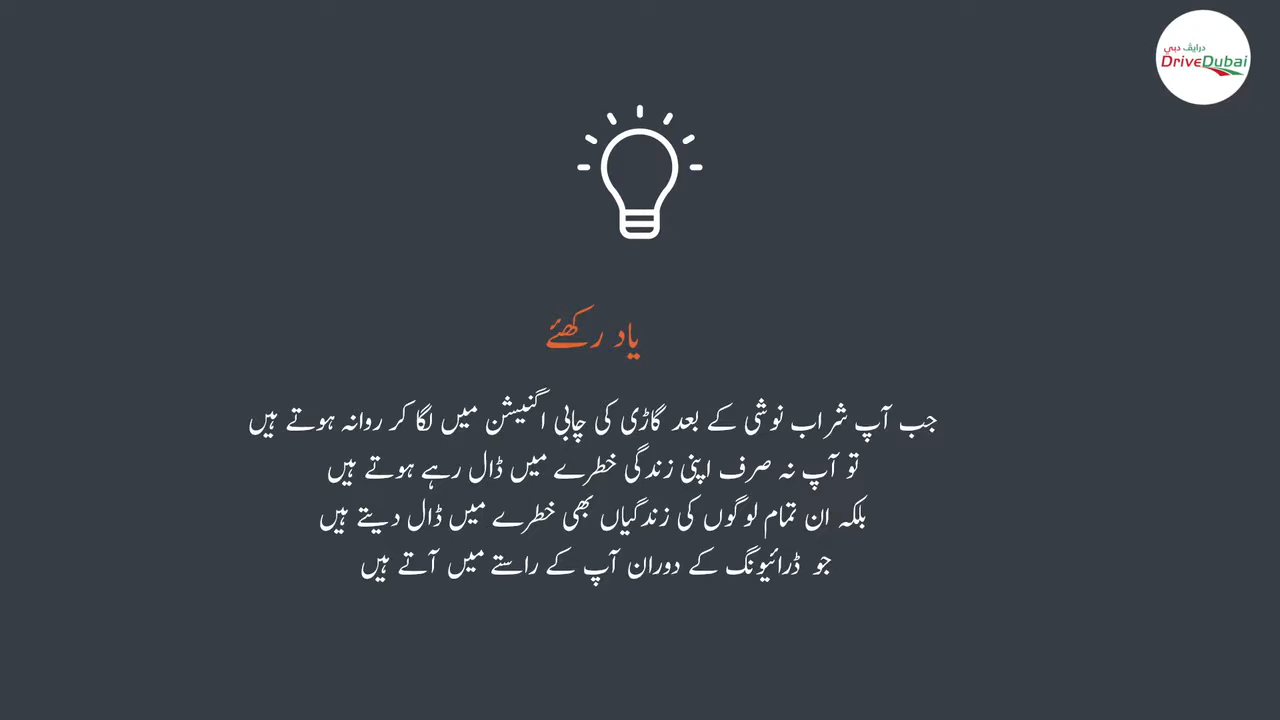 درايڤ دبي
DriveDubai
یاد رکھئے
جب آپ شراب نوشی کے بعد گاڑی کی چابی اگنیشن میں لگا کر روانہ ہوتے ہیں
تو آپ نہ صرف اپنی زندگی خطرے میں ڈال رہے ہوتے ہیں
بلکہ ان تمام لوگوں کی زندگیاں بھی خطرے میں ڈال دیتے ہیں
جو ڈرائیونگ کے دوران آپ کے راستے میں آتے ہیں